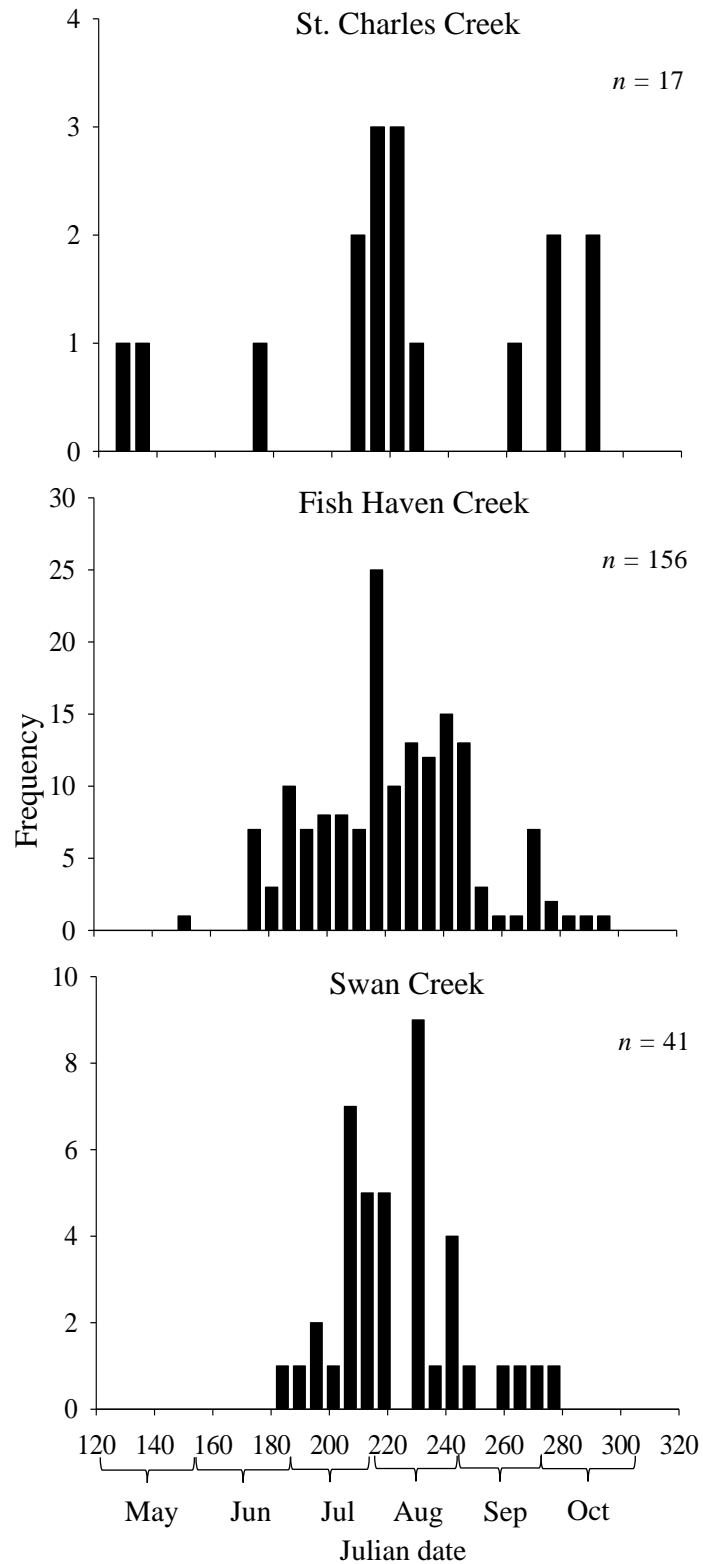 St. Charles Creek
n = 17
4
3
2
1
0
Fish Haven Creek
n = 156
30
25
20
15
10
5
0
Frequency
Swan Creek
n = 41
10
8
6
4
2
0
120 140 160 180 200 220 240 260 280 300 320
May Jun Jul Aug Sep Oct
Julian date